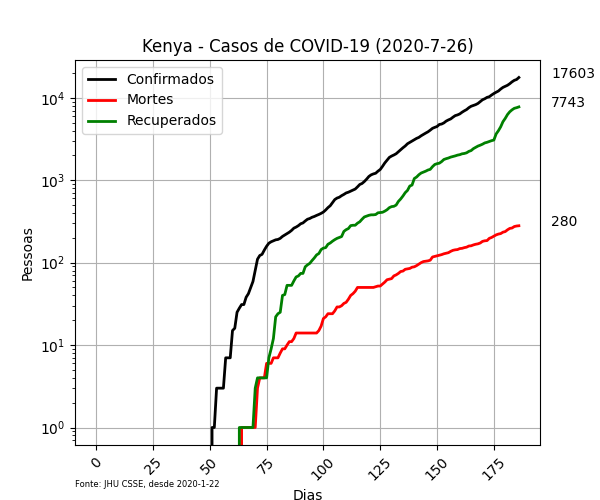 Kenya - Casos de COVID-19 (2020-7-26)
Confirmados
Mortes
Recuperados
17603
7743
280
Pessoas
10⁴
10³
10²
10¹
10⁰
0 25 50 75 100 125 150 175
Fonte: JHU CSSE, desde 2020-1-22
Dias